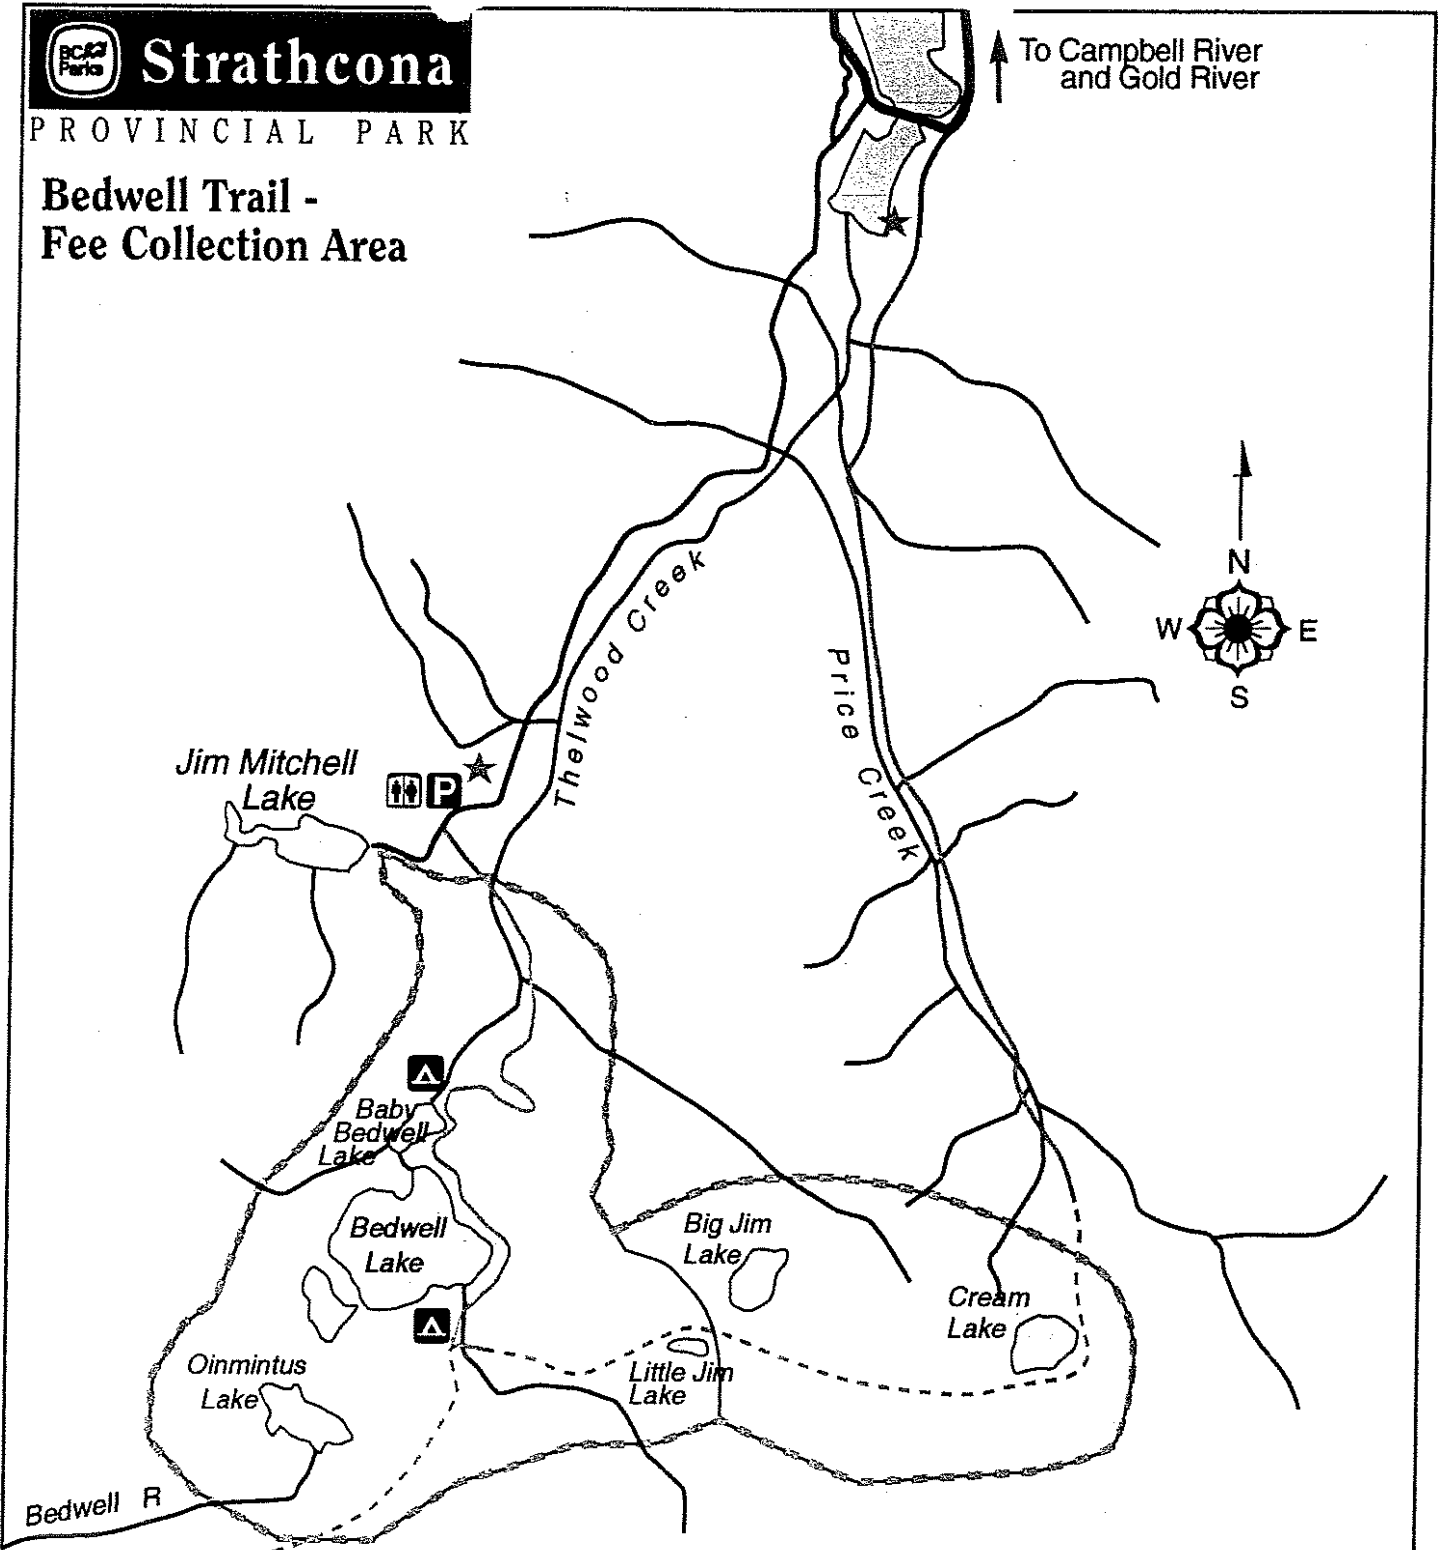 BC
Parks
Strathcona
PROVINCIAL PARK
Bedwell Trail -
Fee Collection Area
To Campbell River
and Gold River
N
W
E
S
Thelwood Creek
Price Creek
Jim Mitchell
Lake
P
Baby
Bedwell
Lake
Bedwell
Lake
Big Jim
Lake
Cream
Lake
Little Jim
Lake
Oinmintus
Lake
Bedwell R